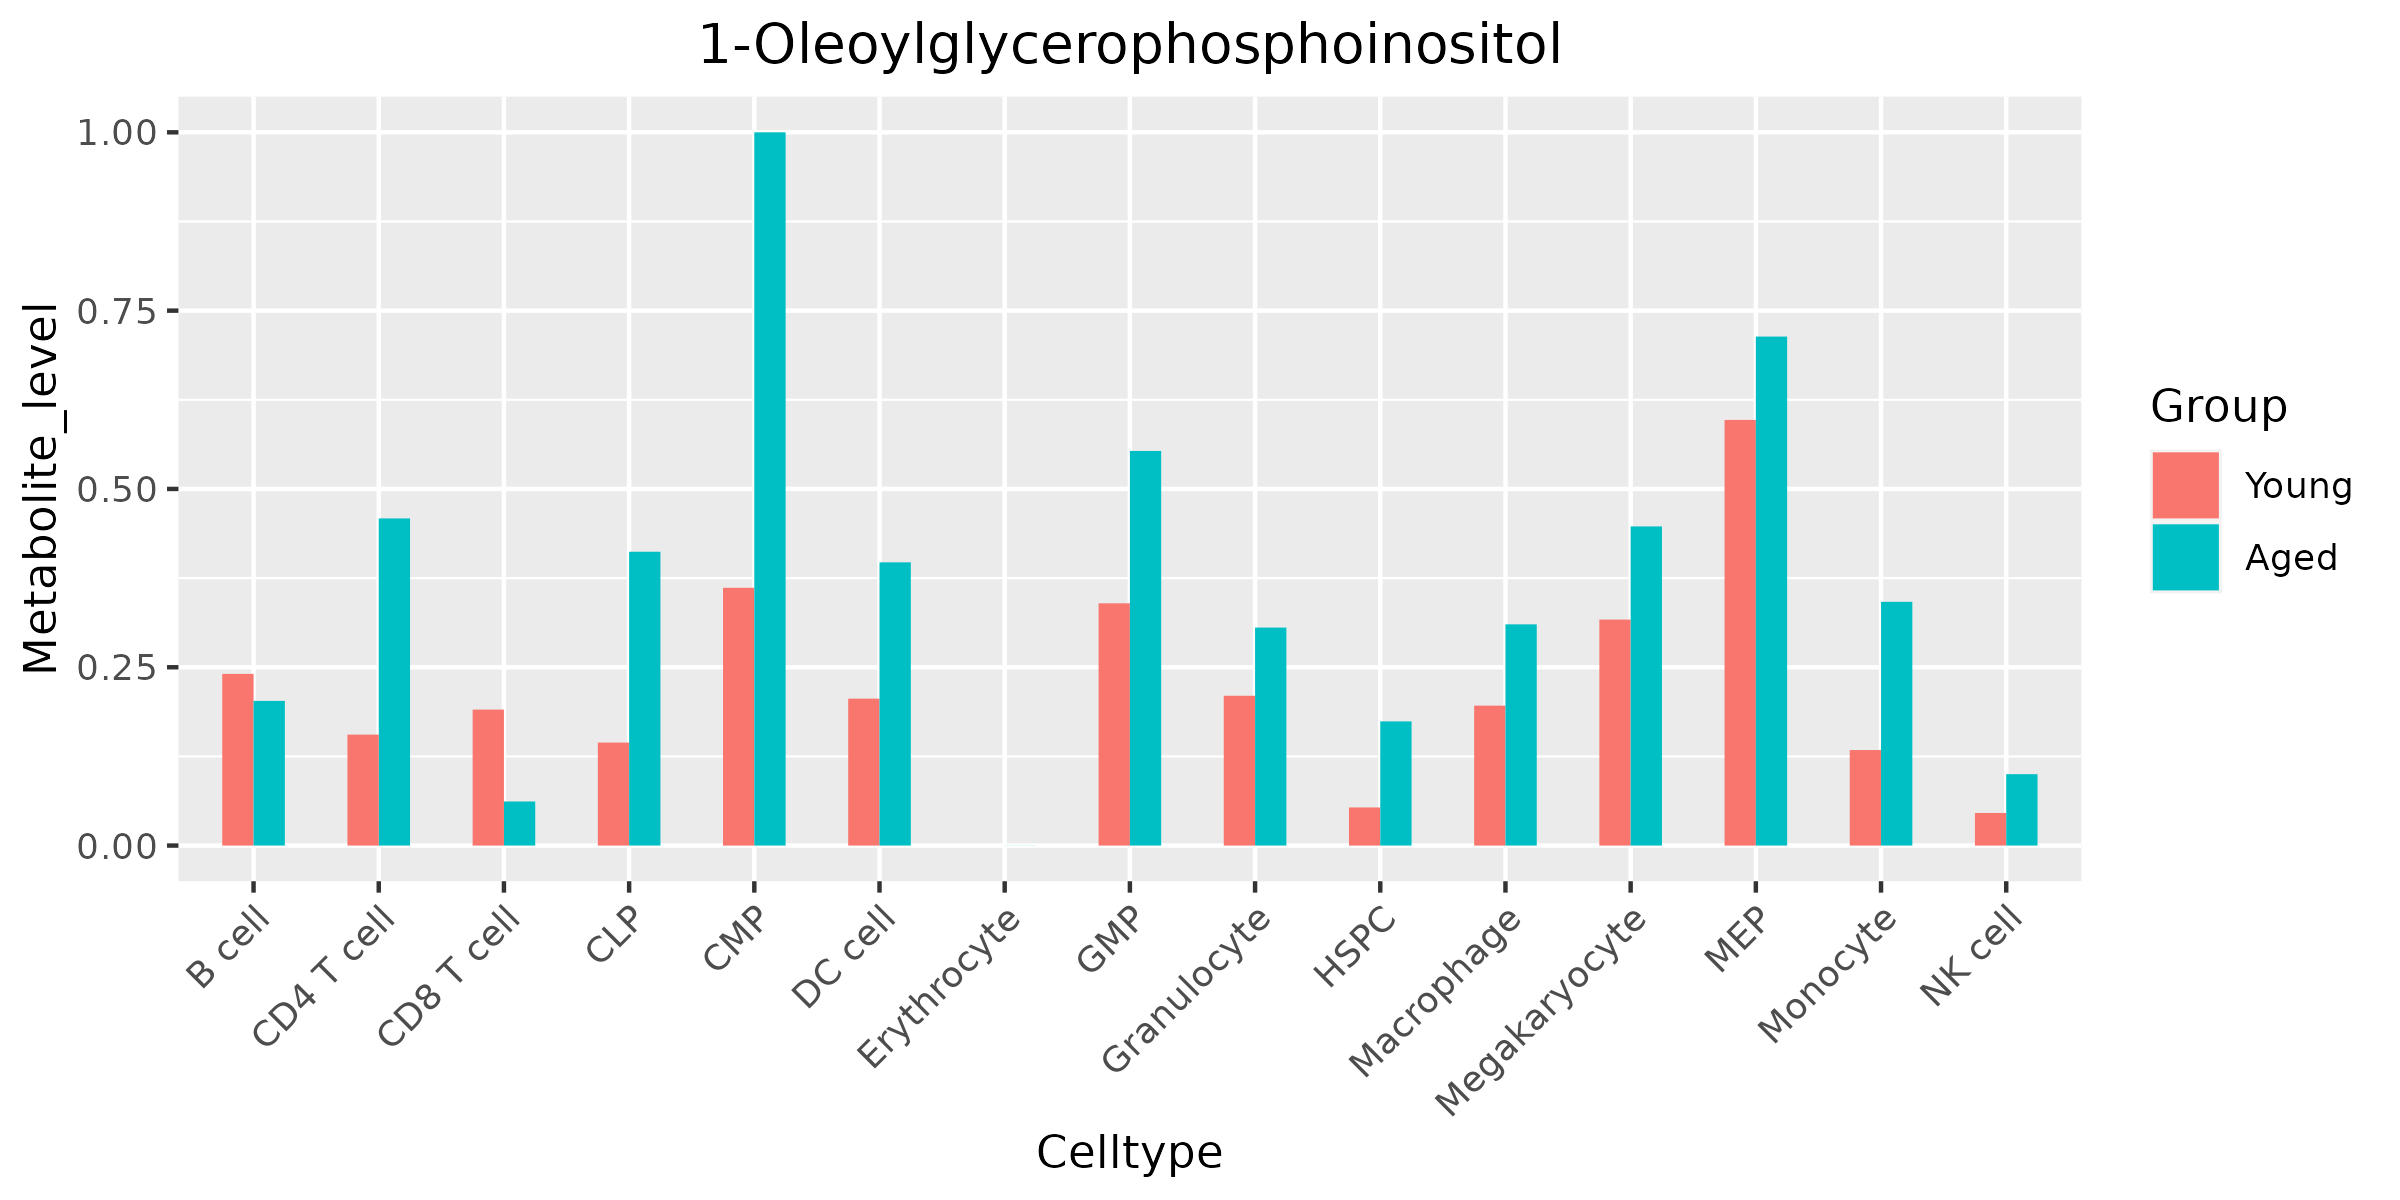 1-Oleoylglycerophosphoinositol
Metabolite_level
1.00
0.75
0.50
0.25
0.00
B cell
CD4 T cell
CD8 T cell
CLP
CMP
DC cell
Erythrocyte
GMP
Granulocyte
HSPC
Macrophage
Megakaryocyte
MEP
Monocyte
NK cell
Celltype
Group
Young
Aged